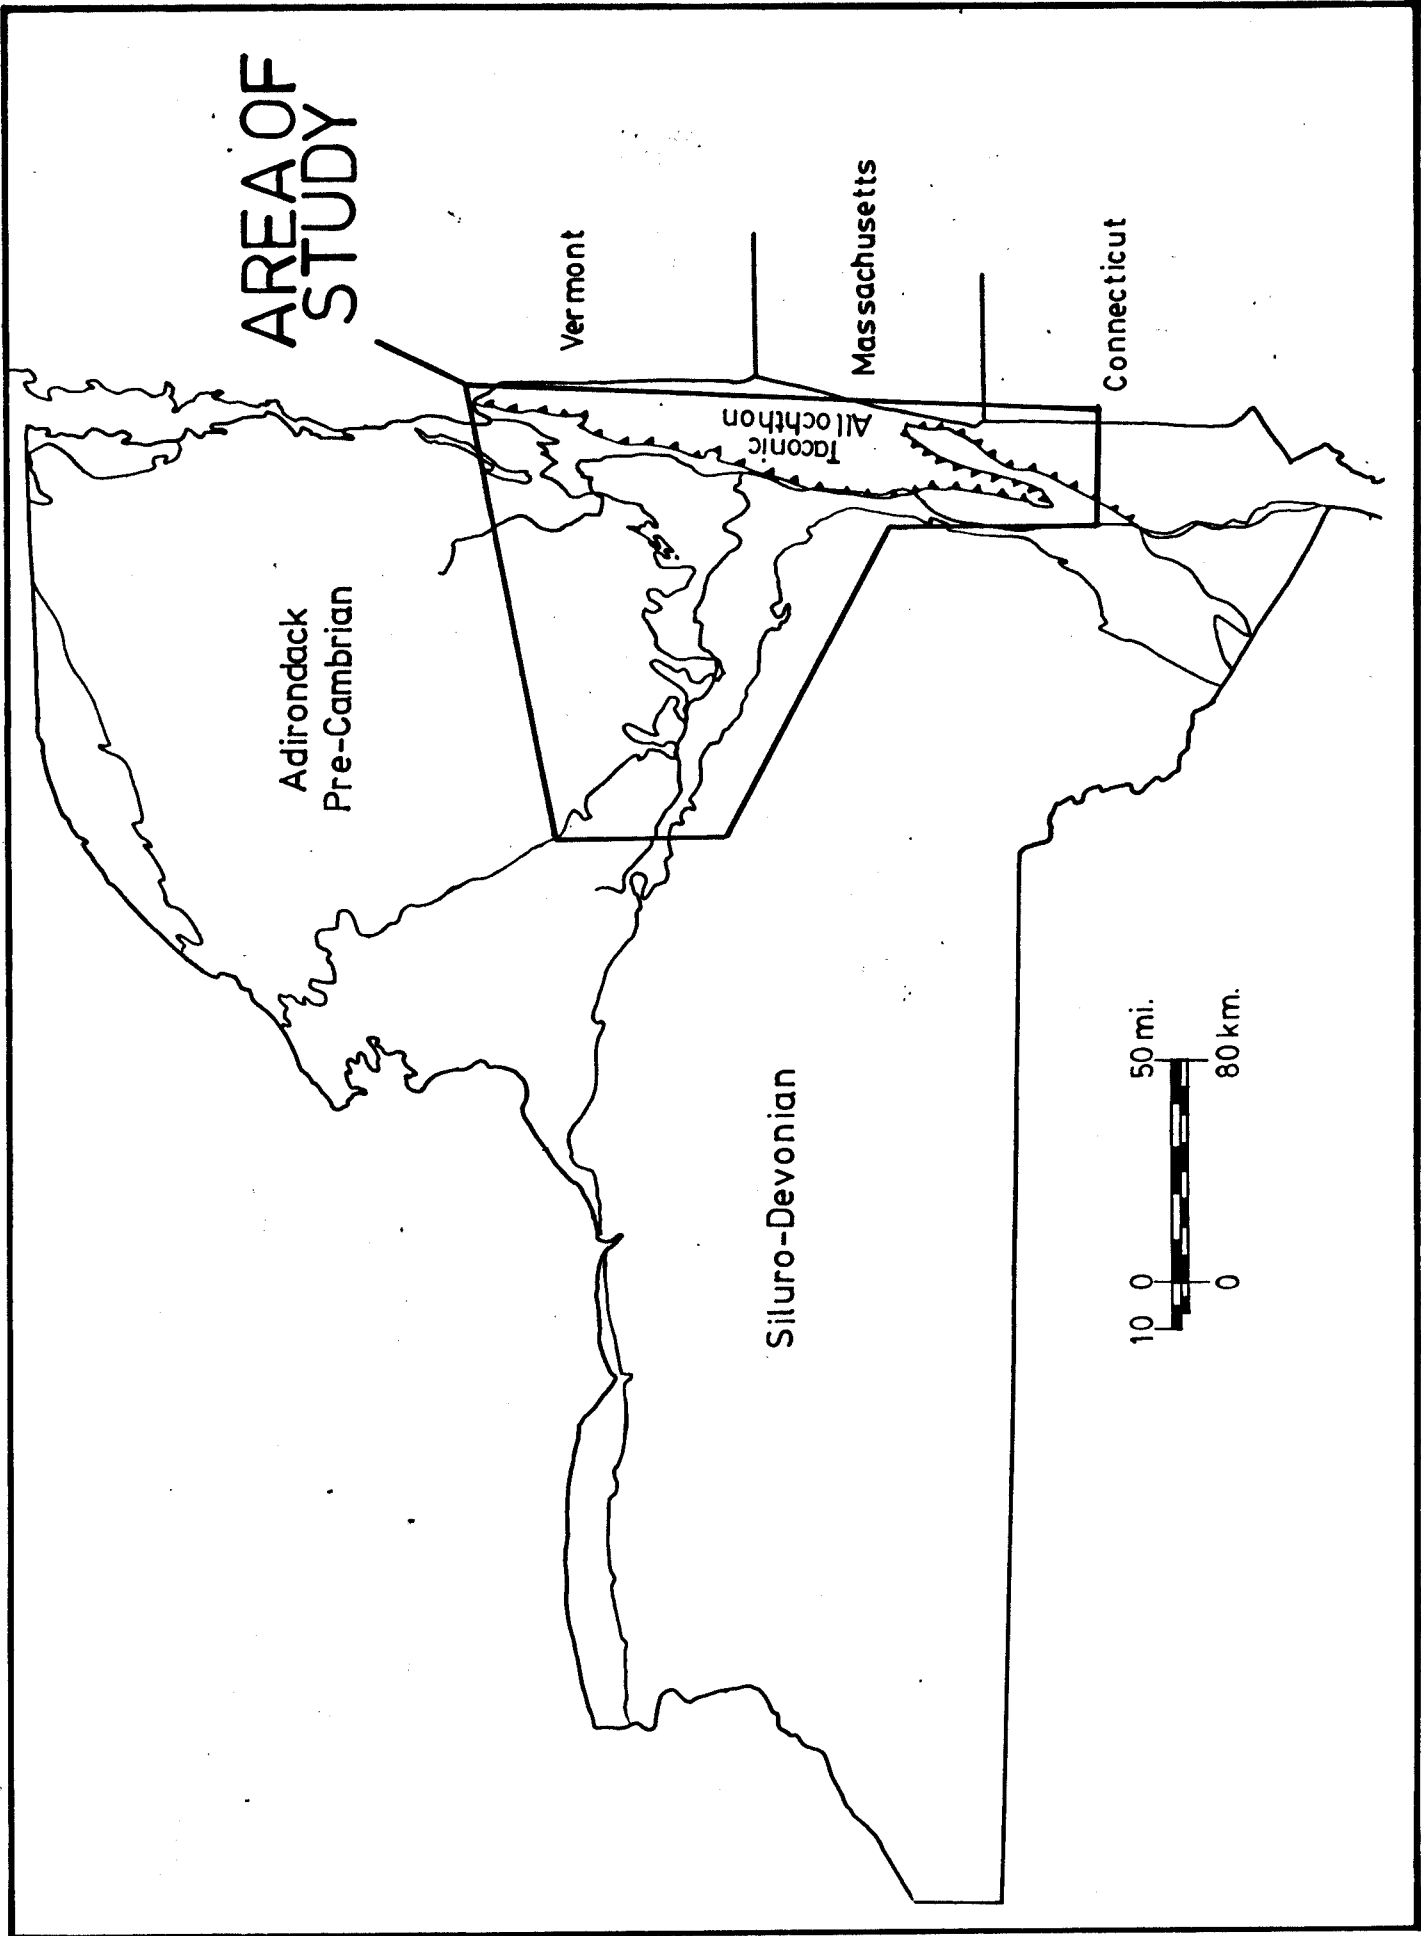 AREA OF
STUDY
Vermont
Massachusetts
Connecticut
Taconic
Allochthon
Adirondack
Pre-Cambrian
Siluro-Devonian
10 0 50 mi.
0 80 km.